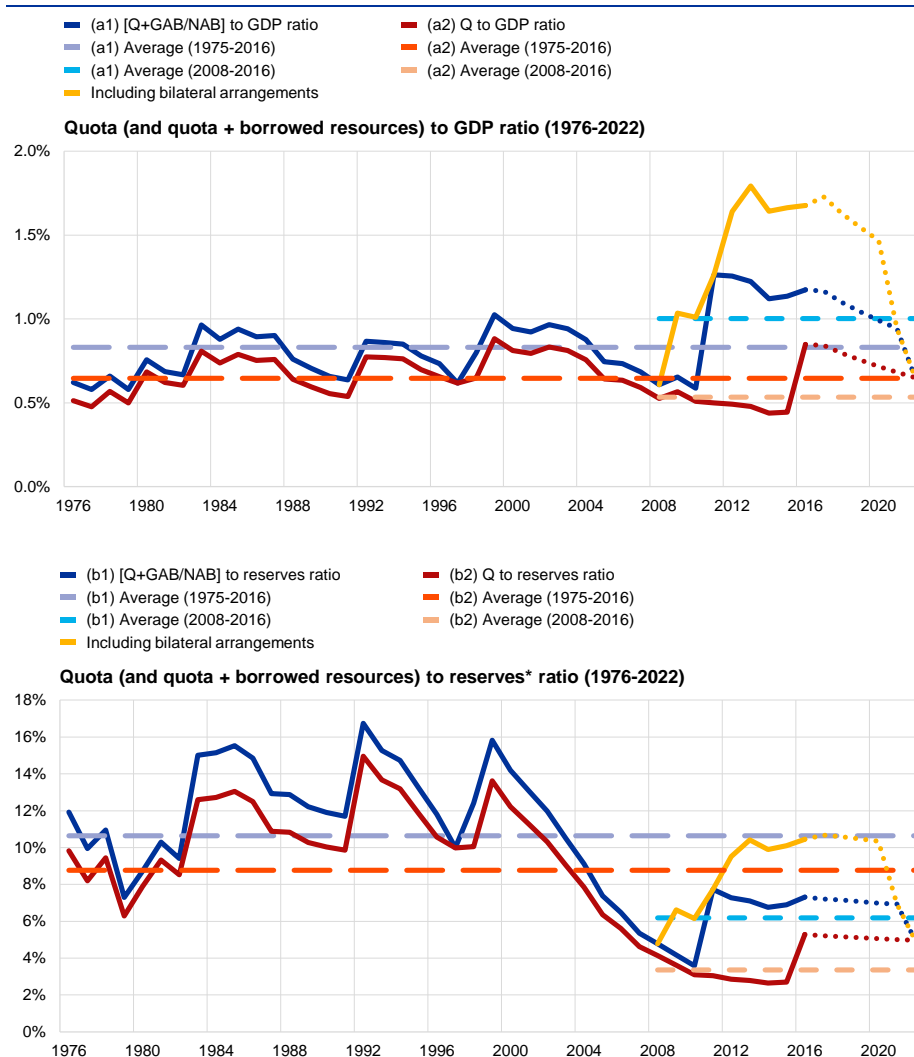 (a1) [Q+GAB/NAB] to GDP ratio
(a2) Q to GDP ratio
(a1) Average (1975-2016)
(a2) Average (1975-2016)
(a1) Average (2008-2016)
(a2) Average (2008-2016)
Including bilateral arrangements
Quota (and quota + borrowed resources) to GDP ratio (1976-2022)
2.0%
1.5%
1.0%
0.5%
0.0%
1976 1980 1984 1988 1992 1996 2000 2004 2008 2012 2016 2020
(b1) [Q+GAB/NAB] to reserves ratio
(b2) Q to reserves ratio
(b1) Average (1975-2016)
(b2) Average (1975-2016)
(b1) Average (2008-2016)
(b2) Average (2008-2016)
Including bilateral arrangements
Quota (and quota + borrowed resources) to reserves* ratio (1976-2022)
18%
16%
14%
12%
10%
8%
6%
4%
2%
0%
1976 1980 1984 1988 1992 1996 2000 2004 2008 2012 2016 2020